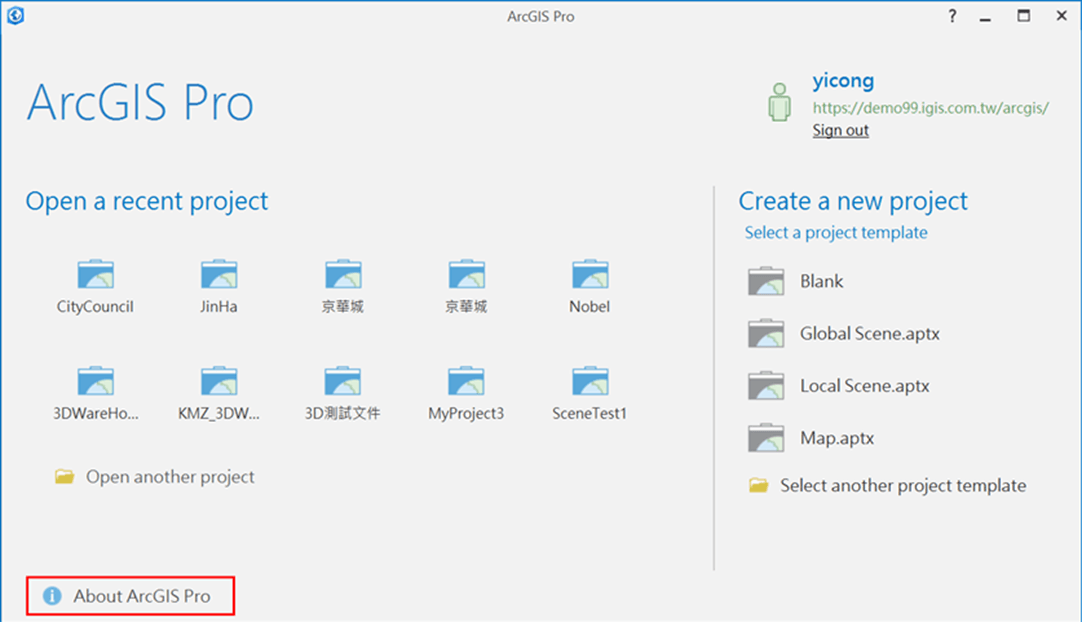 ArcGIS Pro
?
ArcGIS Pro
yicong
https://demo99.igis.com.tw/arcgis/
Sign out
Open a recent project
CityCouncil
JinHa
京華城
京華城
Nobel
3DWareHo...
KMZ_3DW...
3D測試文件
MyProject3
SceneTest1
Open another project
Create a new project
Select a project template
Blank
Global Scene.aptx
Local Scene.aptx
Map.aptx
Select another project template
About ArcGIS Pro